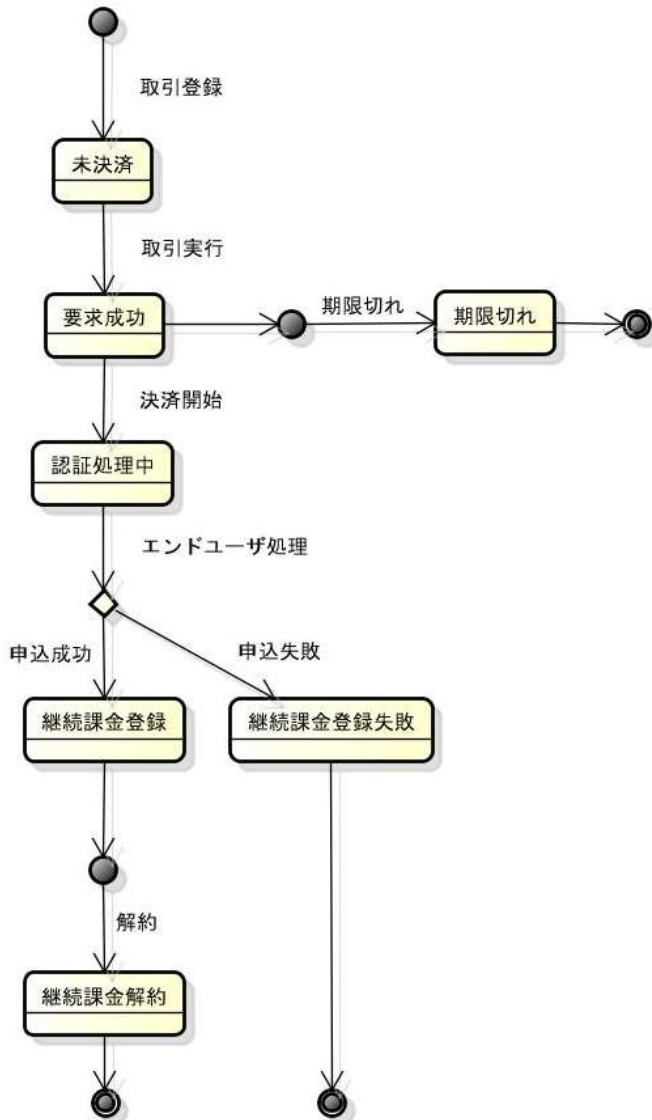 取引登録
未決済
取引実行
要求成功
期限切れ
期限切れ
決済開始
認証処理中
エンドユーザ処理
申込成功
申込失敗
継続課金登録
継続課金登録失敗
解約
継続課金解約